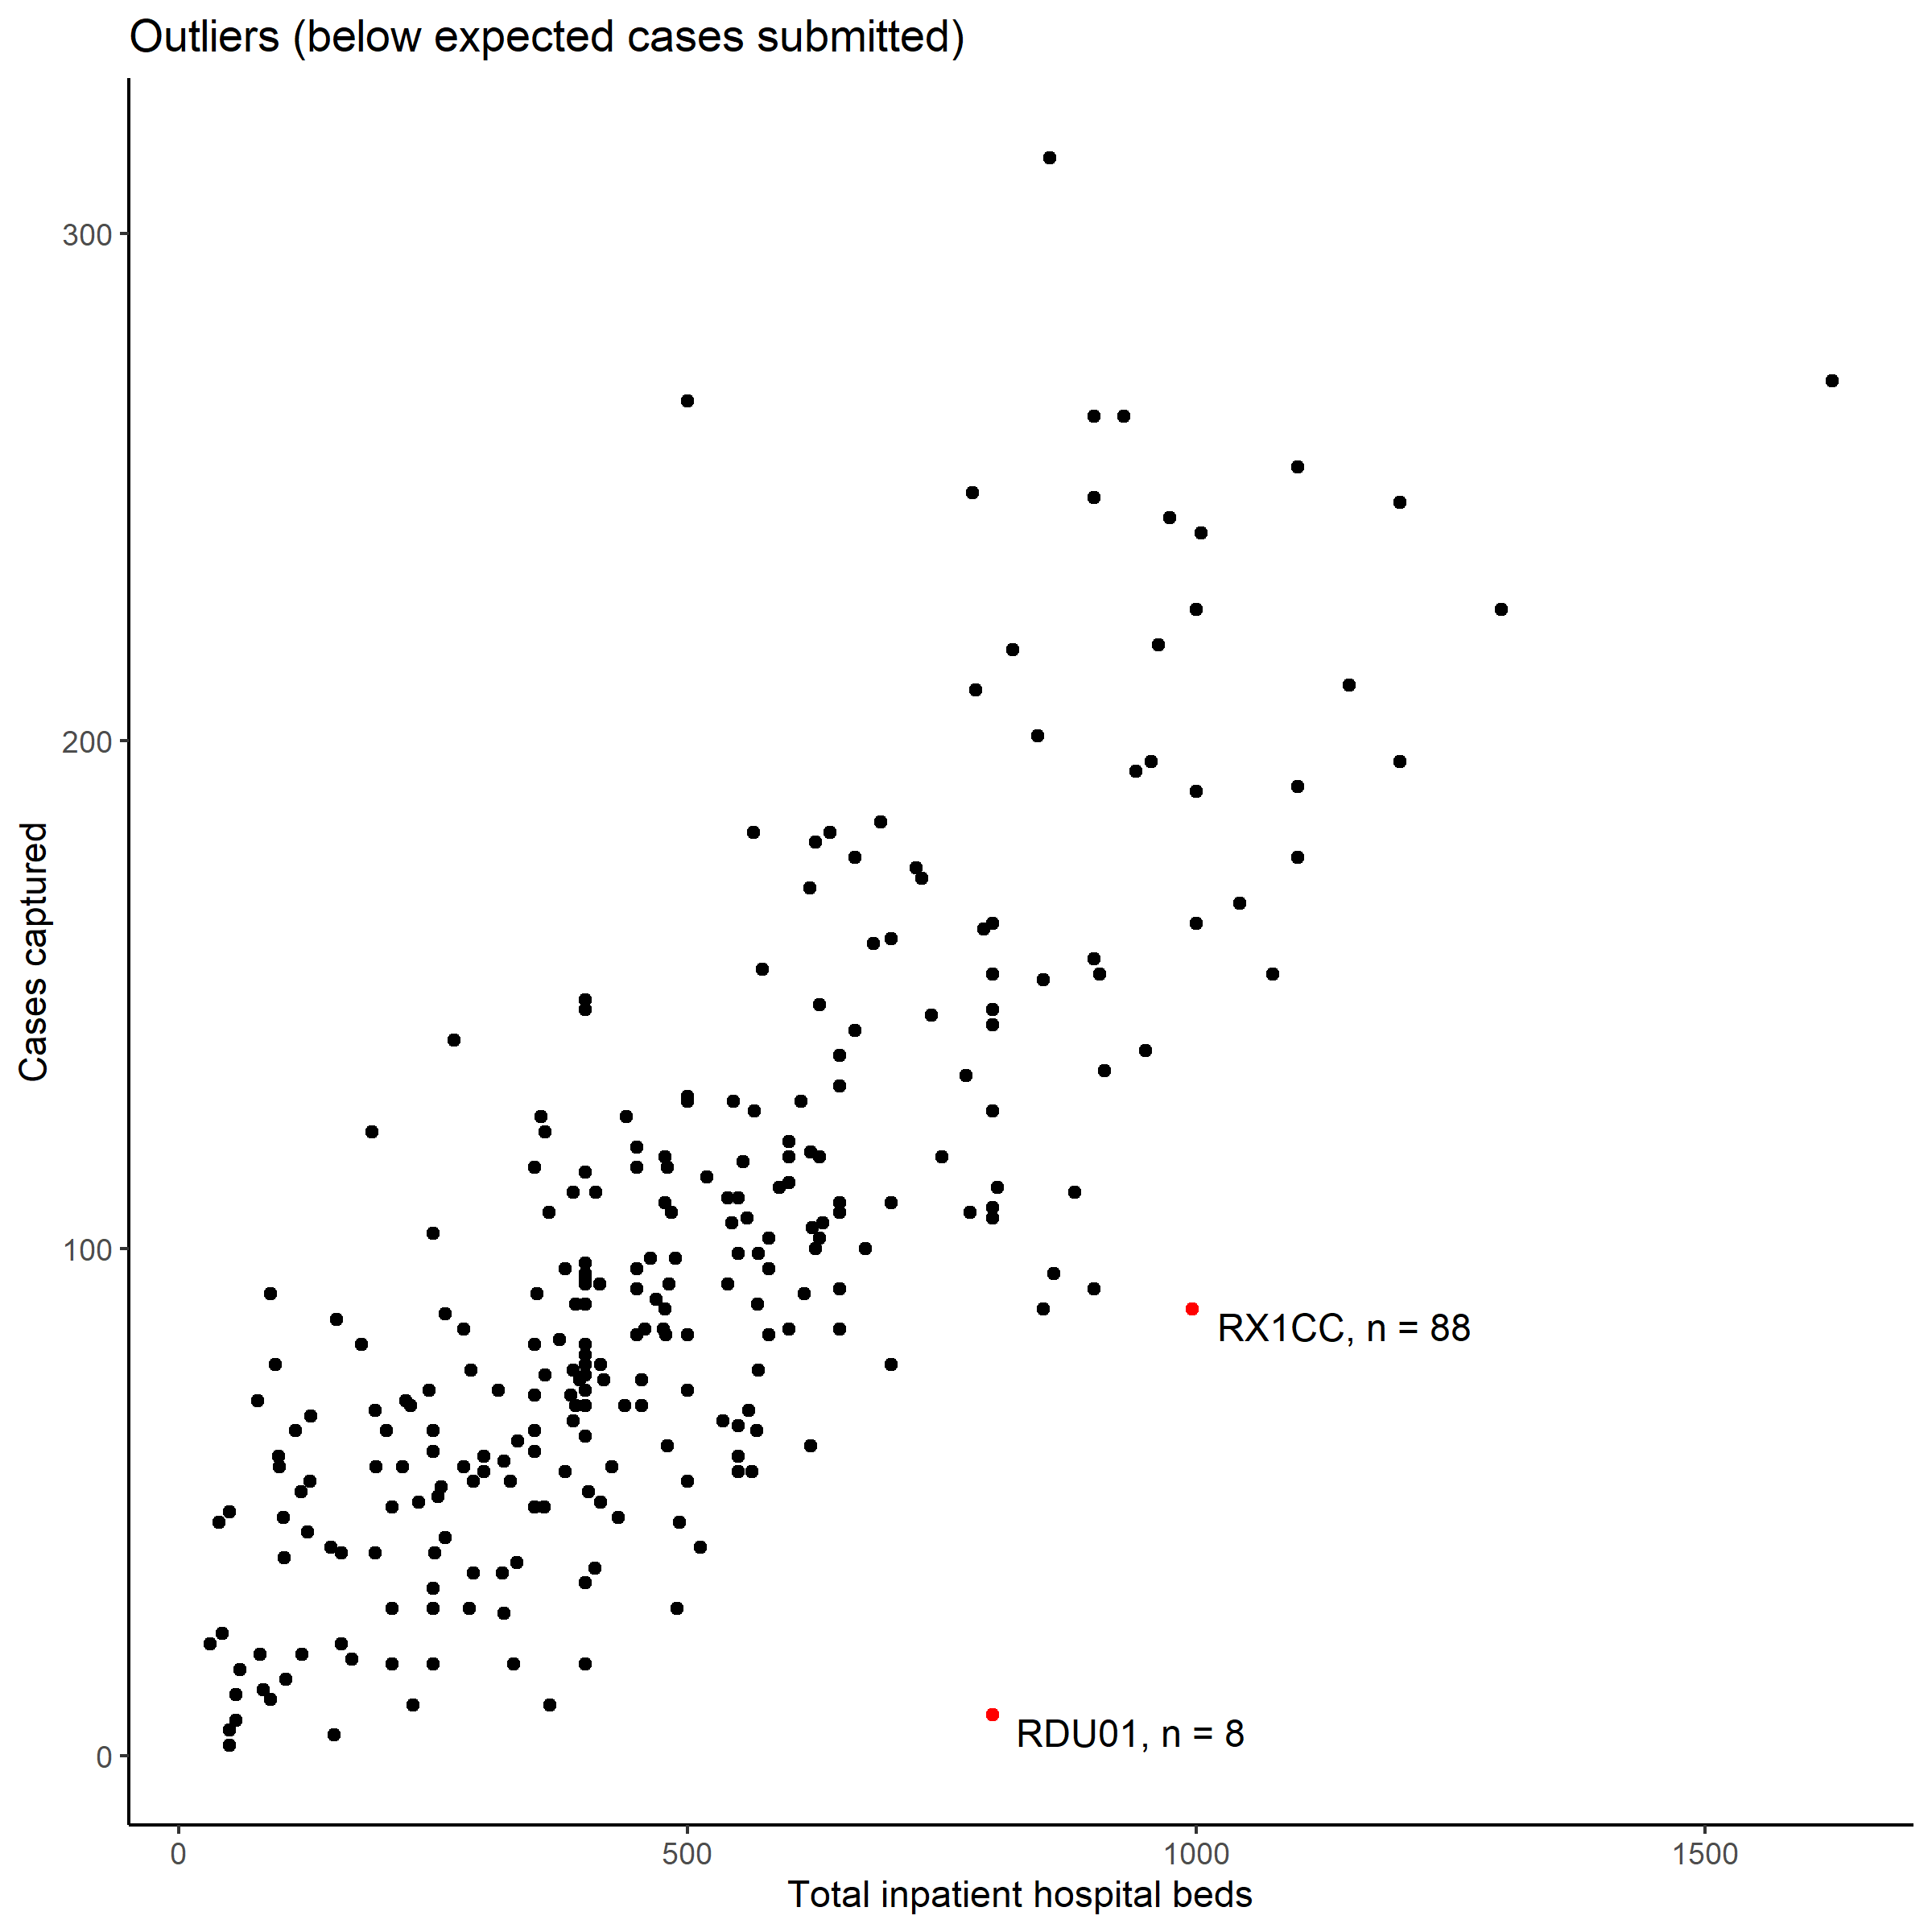 Outliers (below expected cases submitted)
300
200
100
0
Cases captured
RX1CC, n = 88
RDU01, n = 8
0 500 1000 1500
Total inpatient hospital beds